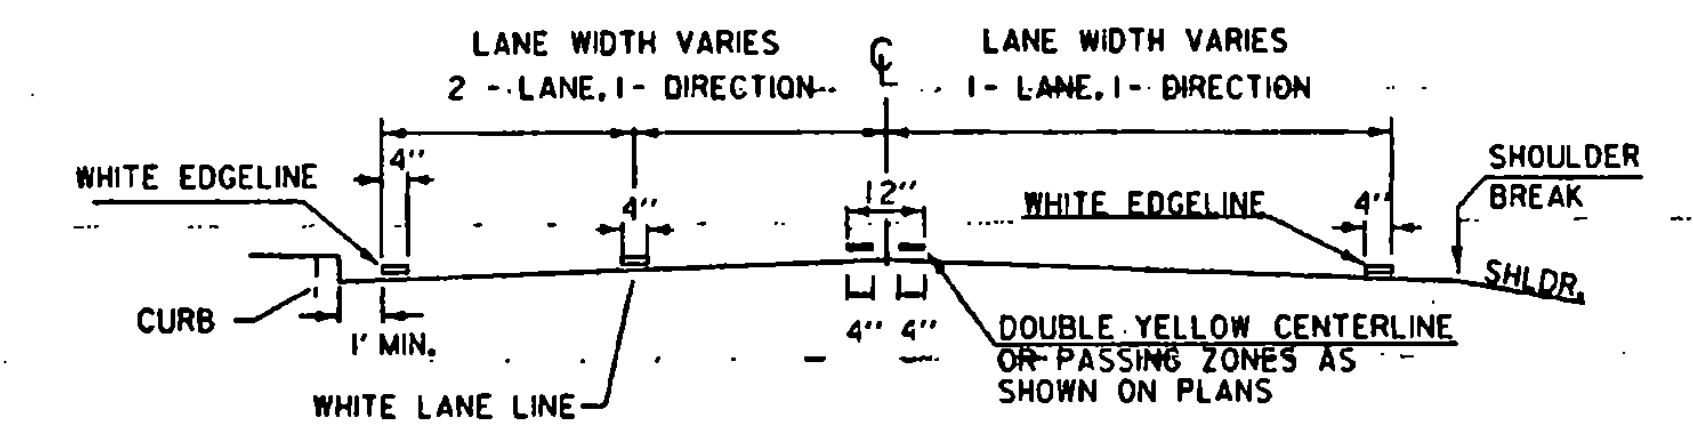 LANE WIDTH VARIES
2 - LANE, 1 - DIRECTION
℄
LANE WIDTH VARIES
1 - LANE, 1 - DIRECTION
WHITE EDGELINE
4"
4"
12"
WHITE EDGELINE
4"
SHOULDER
BREAK
SHLDR.
CURB
1' MIN.
4" 4"
DOUBLE YELLOW CENTERLINE
OR PASSING ZONES AS
SHOWN ON PLANS
WHITE LANE LINE